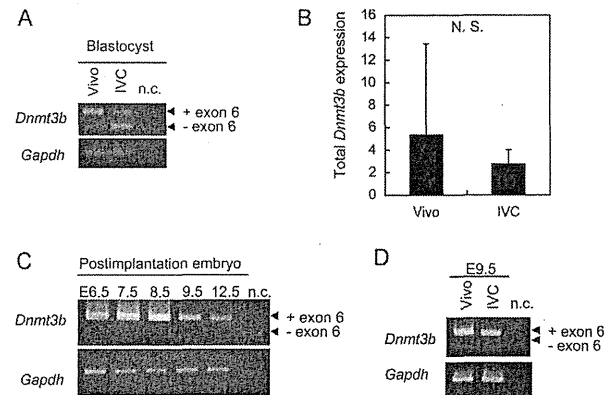 A
Blastocyst
Vivo IVC n.c.
Dnmt3b
+ exon 6
- exon 6
Gapdh
B
N. S.
Total Dnmt3b expression
16
14
12
10
8
6
4
2
0
Vivo IVC
C
Postimplantation embryo
E6.5 7.5 8.5 9.5 12.5 n.c.
Dnmt3b
+ exon 6
- exon 6
Gapdh
D
E9.5
Vivo IVC n.c.
Dnmt3b
+ exon 6
- exon 6
Gapdh